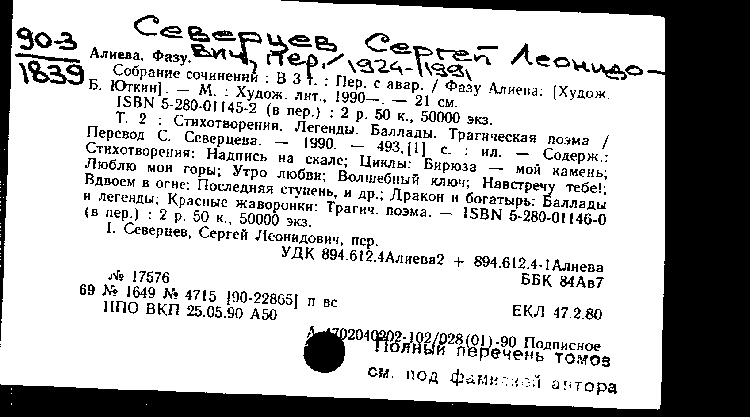 90-3
1839
Северцев, Сергей Леонидо-
вич, пер. / 1924-1991
Алиева, Фазу.
Собрание сочинений : В 3 т. : Пер. с авар. / Фазу Алиева; [Худож.
Б. Юткин]. — М. : Худож. лит., 1990—. — 21 см.
ISBN 5-280-01145-2 (в пер.) : 2 р. 50 к., 50000 экз.
Т. 2 : Стихотворения. Легенды. Баллады. Трагическая поэма /
Перевод С. Северцева. — 1990. — 493,[1] с. : ил. — Содерж.:
Стихотворения: Надпись на скале; Циклы: Бирюза — мой камень;
Люблю мои горы; Утро любви; Волшебный ключ; Навстречу тебе!;
Вдвоем в огне; Последняя ступень, и др.; Дракон и богатырь: Баллады
и легенды; Красные жаворонки: Трагич. поэма. — ISBN 5-280-01146-0
(в пер.) : 2 р. 50 к., 50000 экз.
I. Северцев, Сергей Леонидович, пер.
УДК 894.612.4Алиева2 + 894.612.4-1Алиева
ББК 84Ав7
№ 17576
69 № 1649 № 4715 [90-22865] п вс
НПО ВКП 25.05.90 А50
ЕКЛ 47.2.80
А 4702040202-102/028(01)-90 Подписное
Полный перечень томов
см. под фамилией автора